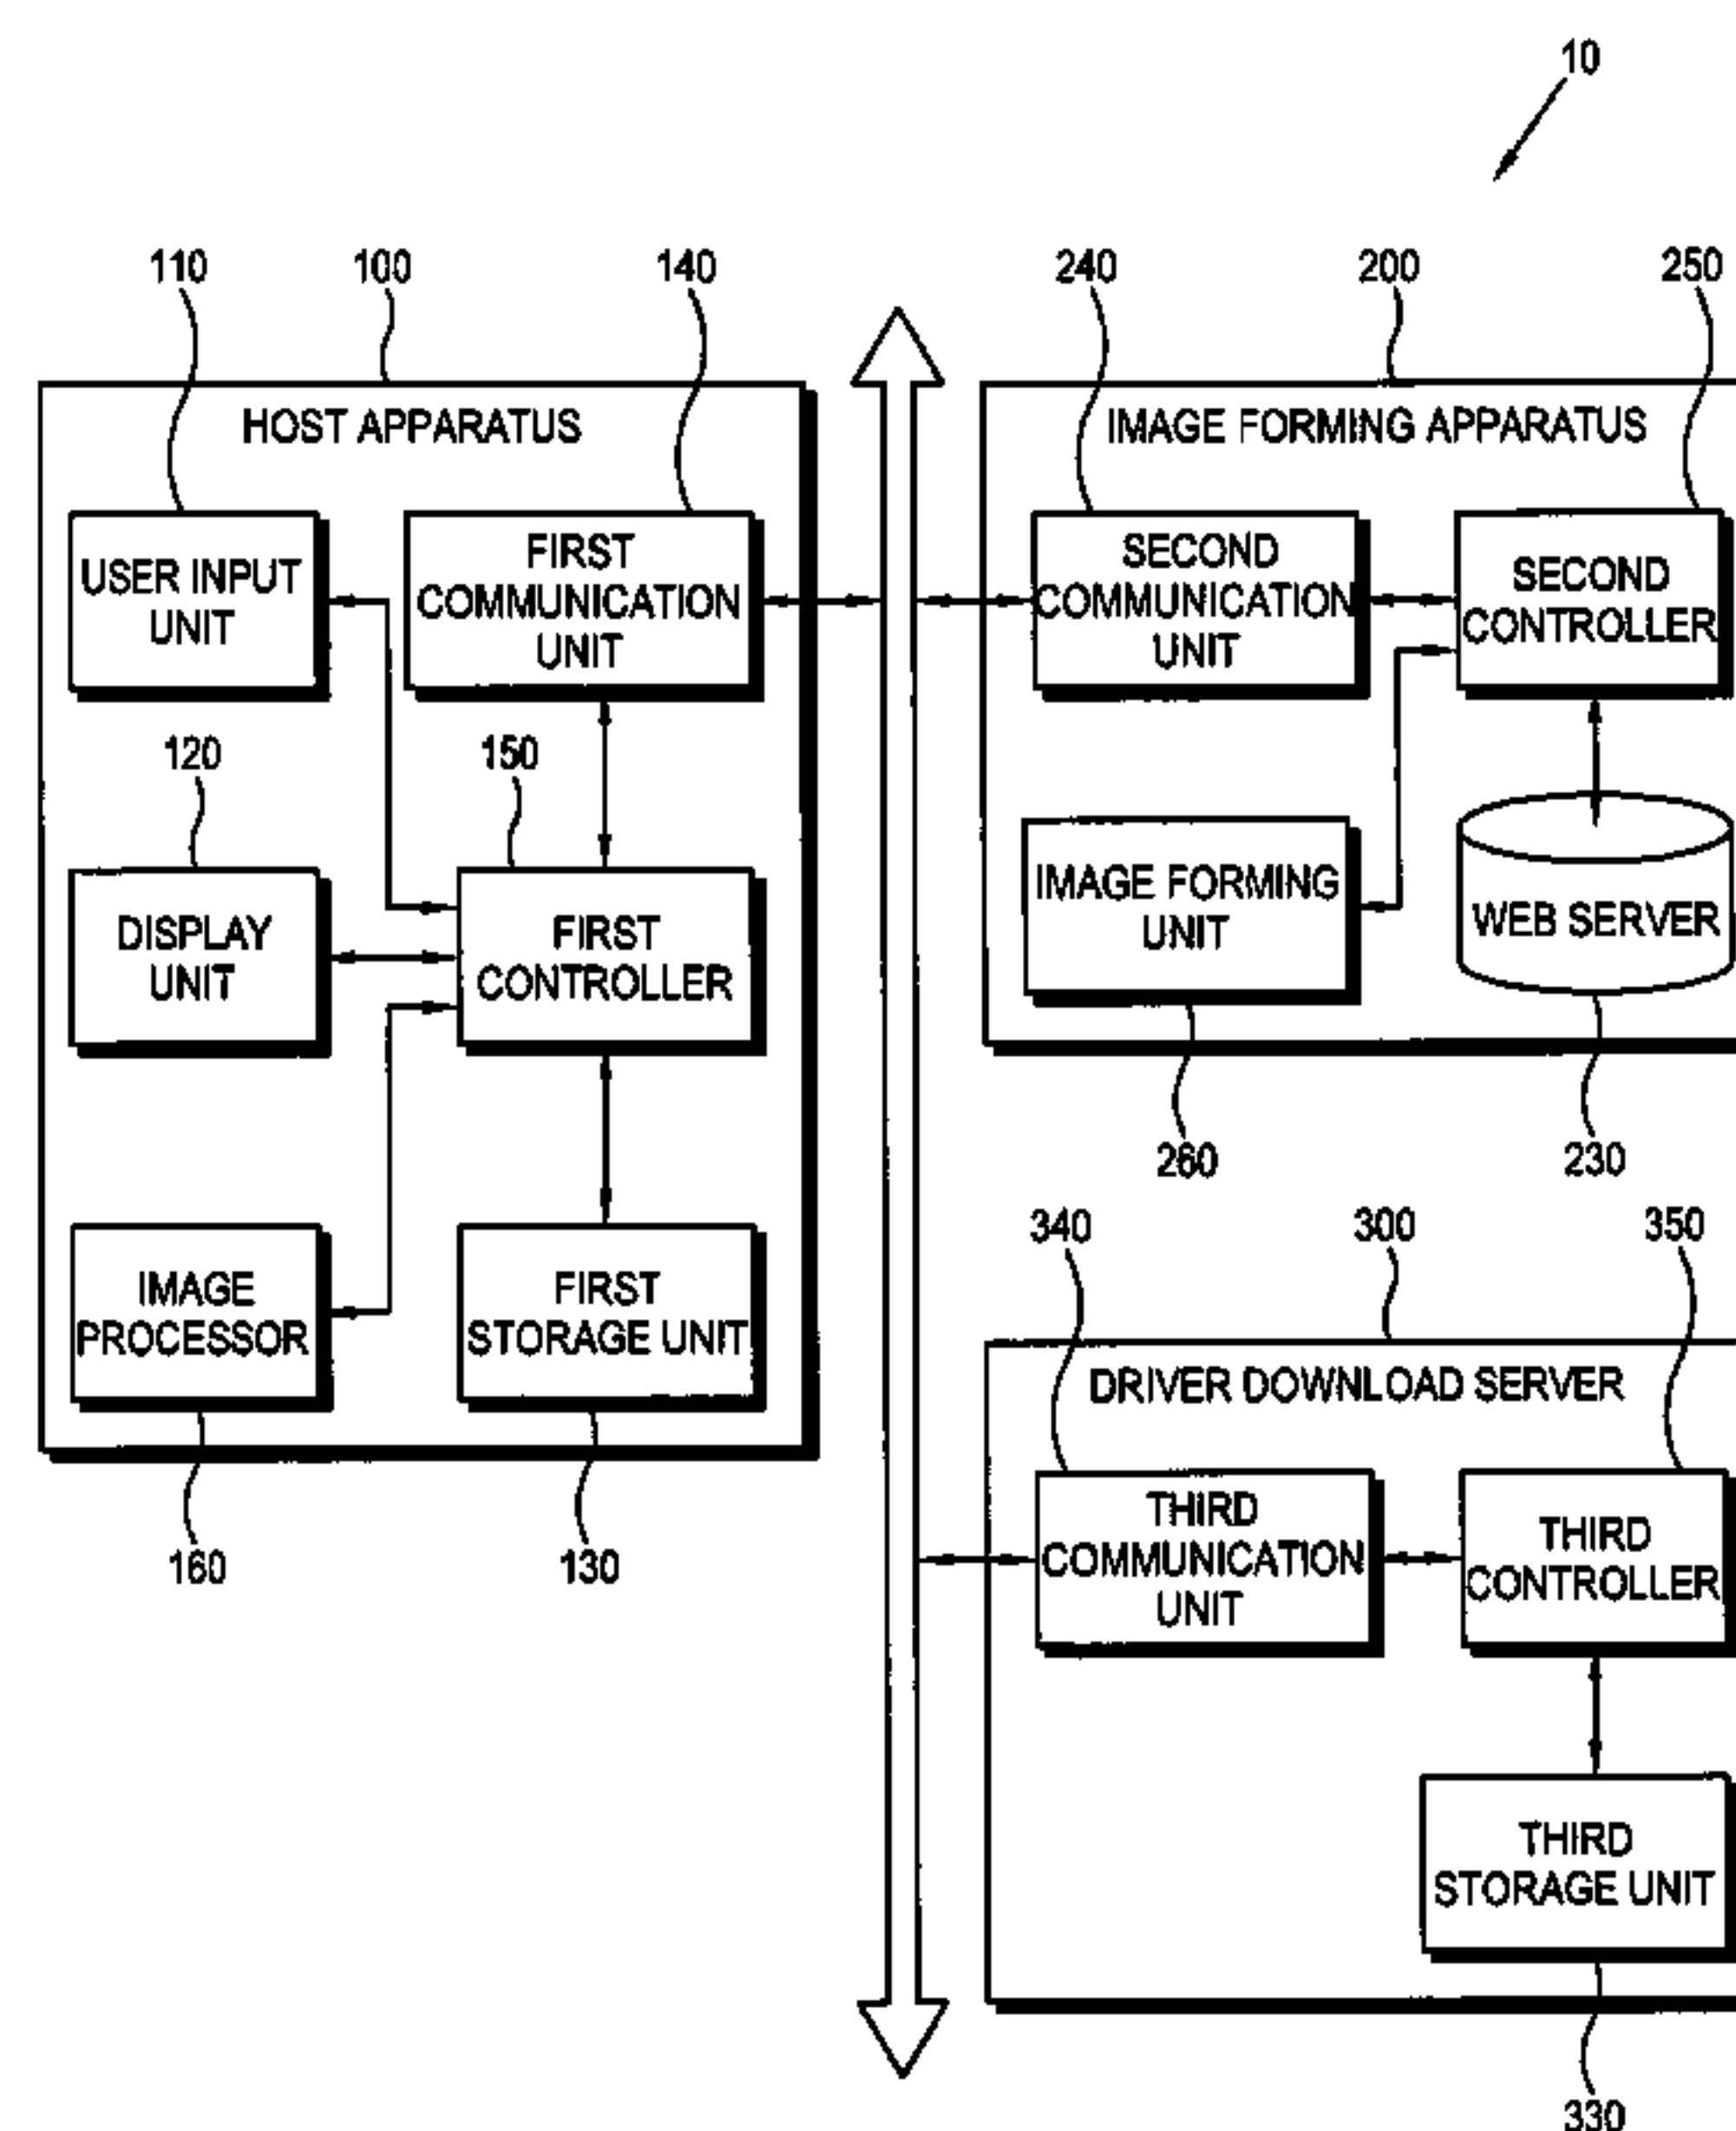 10
110
100
140
240
200
250
HOST APPARATUS
IMAGE FORMING APPARATUS
USER INPUT
UNIT
FIRST
COMMUNICATION
UNIT
SECOND
COMMUNICATION
UNIT
SECOND
CONTROLLER
120
150
DISPLAY
UNIT
FIRST
CONTROLLER
IMAGE FORMING
UNIT
WEB SERVER
260
230
IMAGE
PROCESSOR
FIRST
STORAGE UNIT
160
130
340
300
350
DRIVER DOWNLOAD SERVER
THIRD
COMMUNICATION
UNIT
THIRD
CONTROLLER
THIRD
STORAGE UNIT
330